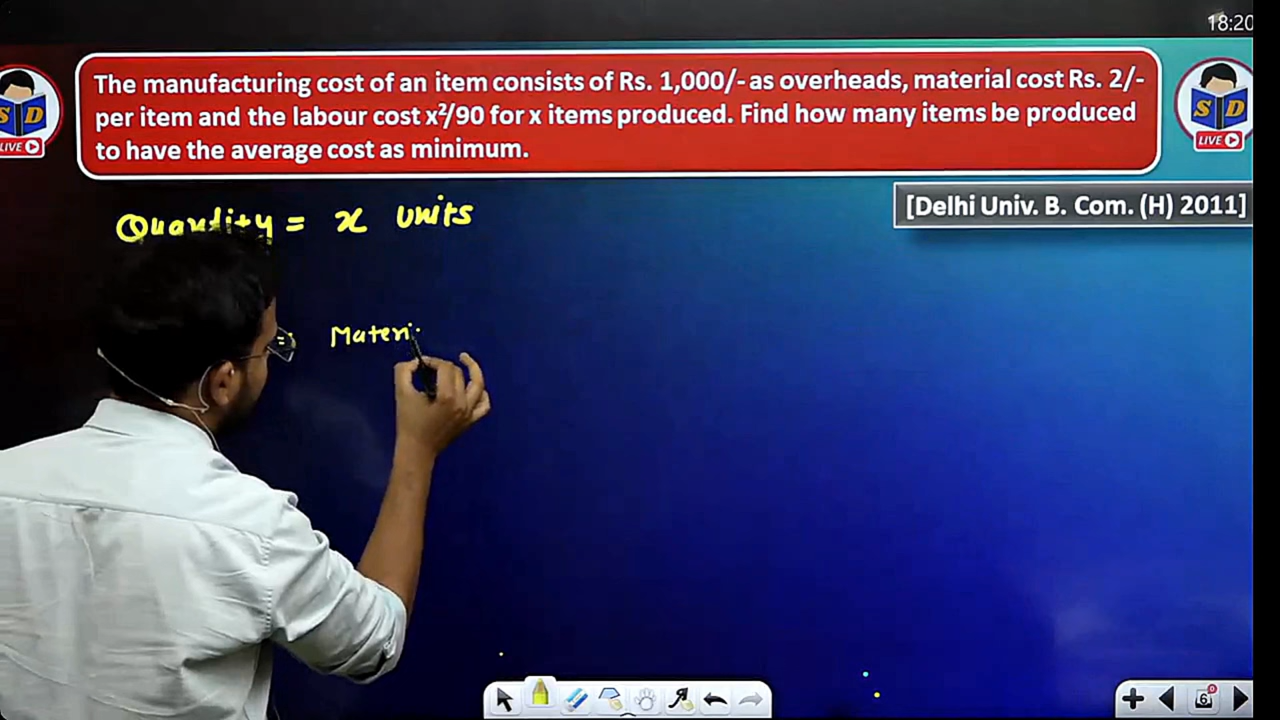 18:20
The manufacturing cost of an item consists of Rs. 1,000/- as overheads, material cost Rs. 2/-
per item and the labour cost x²/90 for x items produced. Find how many items be produced
to have the average cost as minimum.
S D
LIVE
S D
LIVE
[Delhi Univ. B. Com. (H) 2011]
Quantity = x units
= Materi
6